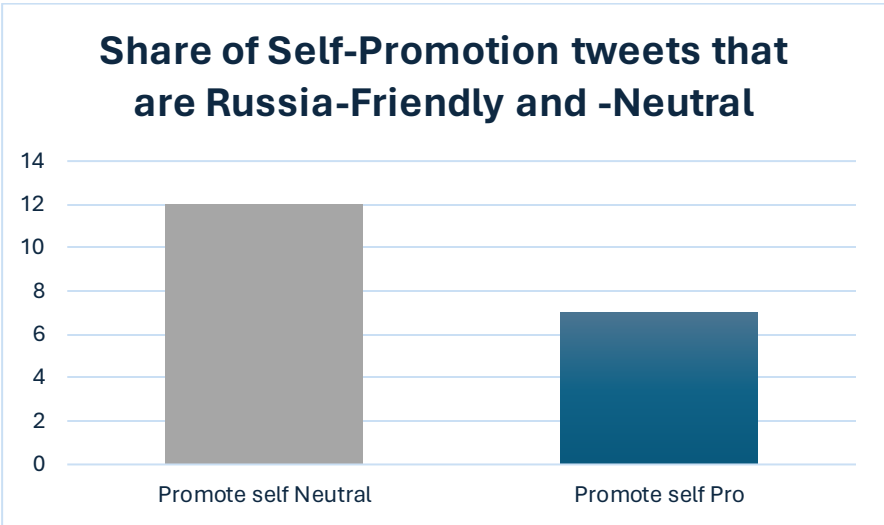 Share of Self-Promotion tweets that
are Russia-Friendly and -Neutral
14
12
10
8
6
4
2
0
Promote self Neutral
Promote self Pro